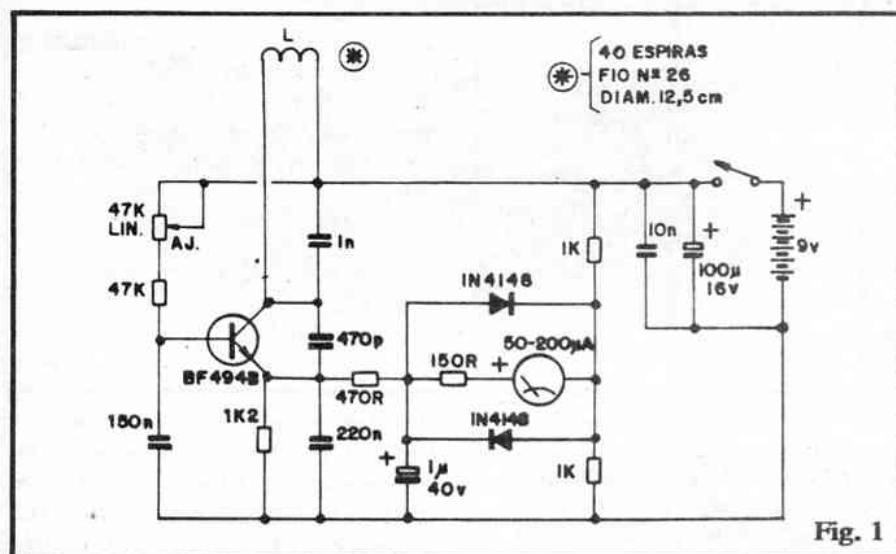 L
✳
✳ 40 ESPIRAS
FIO Nº 26
DIAM. 12,5 cm
47K
LIN.
AJ.
1n
1K
10n
+
100µ
16v
+
9v
47K
1N4148
470p
150R
+
50-200µA
BF494B
470R
1N4148
150n
1K2
220n
+
1µ
40v
1K
Fig. 1